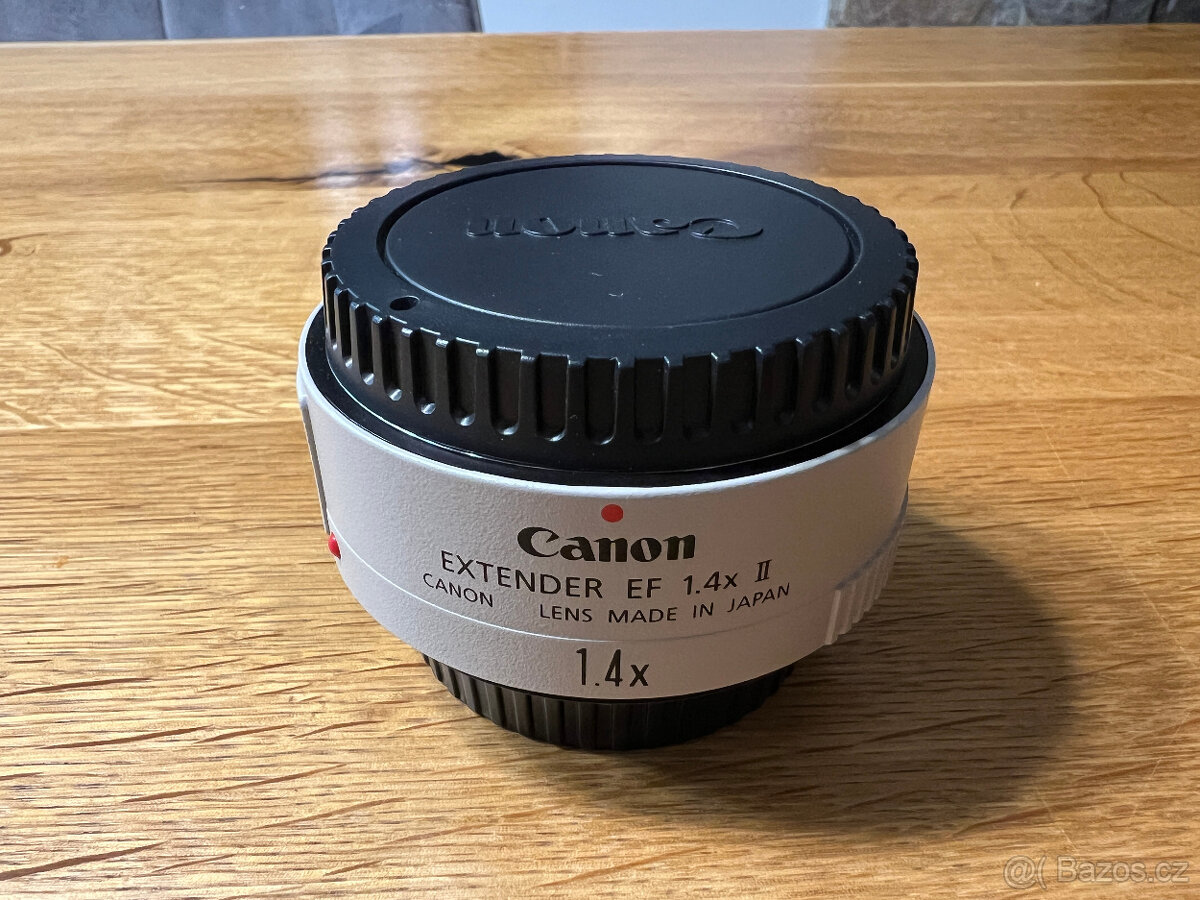 Canon
Canon
EXTENDER EF 1.4x II
CANON LENS MADE IN JAPAN
1.4x
@( Bazos.cz